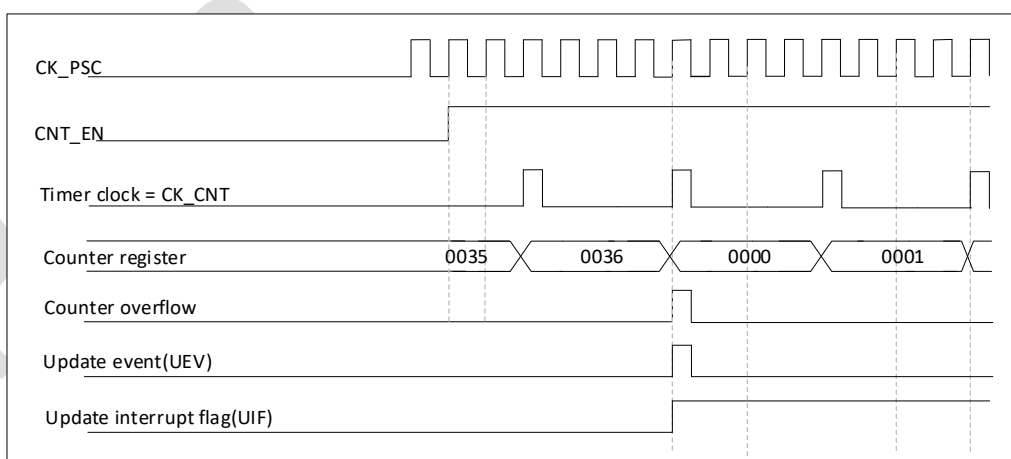 CK_PSC
CNT_EN
Timer clock = CK_CNT
Counter register 0035 0036 0000 0001
Counter overflow
Update event(UEV)
Update interrupt flag(UIF)